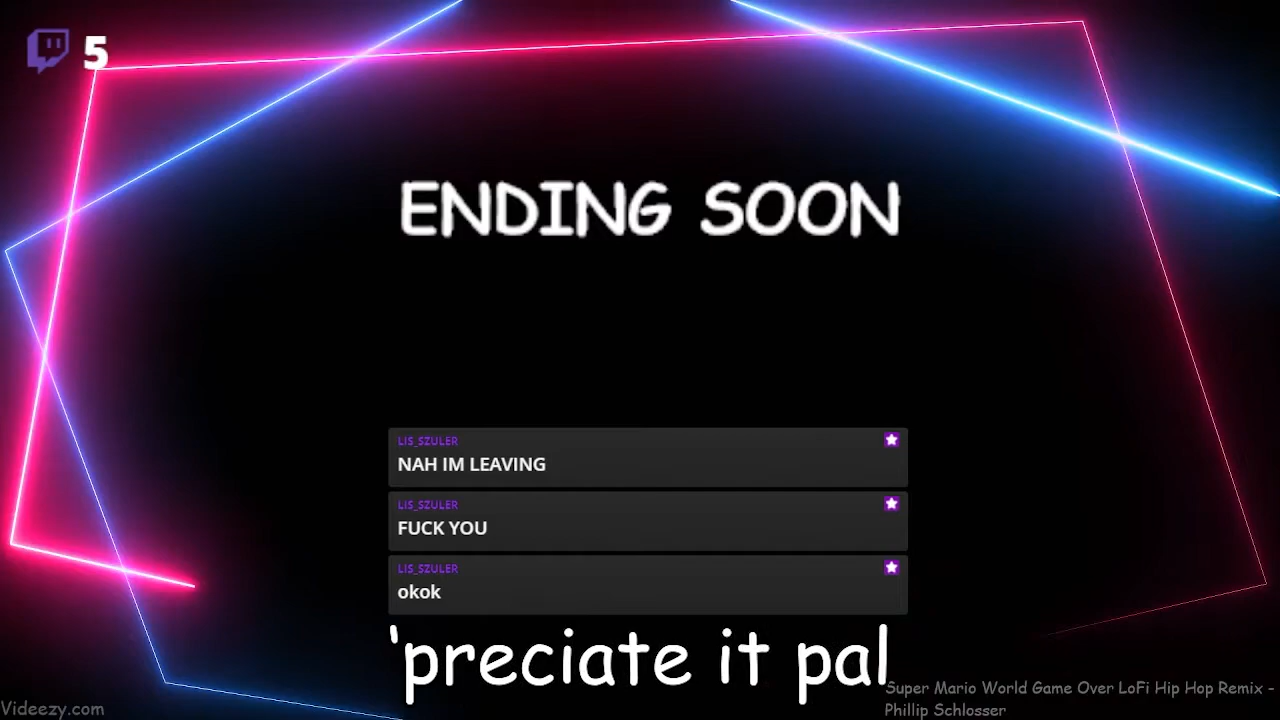 5
ENDING SOON
LIS_SZULER
NAH IM LEAVING
LIS_SZULER
FUCK YOU
LIS_SZULER
okok
'preciate it pal
Super Mario World Game Over LoFi Hip Hop Remix -
Phillip Schlosser
Videezy.com